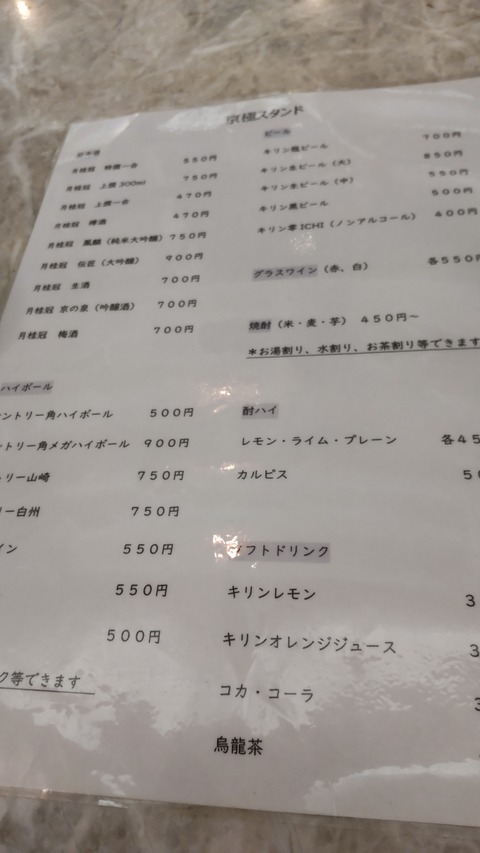 京極スタンド
日本酒
月桂冠 特撰一合 550円
月桂冠 上撰300ml 750円
月桂冠 上撰一合 470円
月桂冠 樽酒 470円
月桂冠 鳳麟（純米大吟醸）750円
月桂冠 伝匠（大吟醸） 900円
月桂冠 生酒 700円
月桂冠 京の泉（吟醸酒） 700円
月桂冠 梅酒 700円
ハイボール
ントリー角ハイボール 500円
ントリー角メガハイボール 900円
リー山崎 750円
リー白州 750円
イン 550円
550円
500円
ク等できます
ビール
キリン瓶ビール 700円
キリン生ビール（大） 850円
キリン生ビール（中） 550円
キリン黒ビール 500円
キリン零ICHI（ノンアルコール） 400円
グラスワイン（赤、白） 各550円
焼酎（米・麦・芋） 450円～
＊お湯割り、水割り、お茶割り等できます
酎ハイ
レモン・ライム・プレーン 各45
カルピス 50
ソフトドリンク
キリンレモン 3
キリンオレンジジュース 3
コカ・コーラ 3
烏龍茶